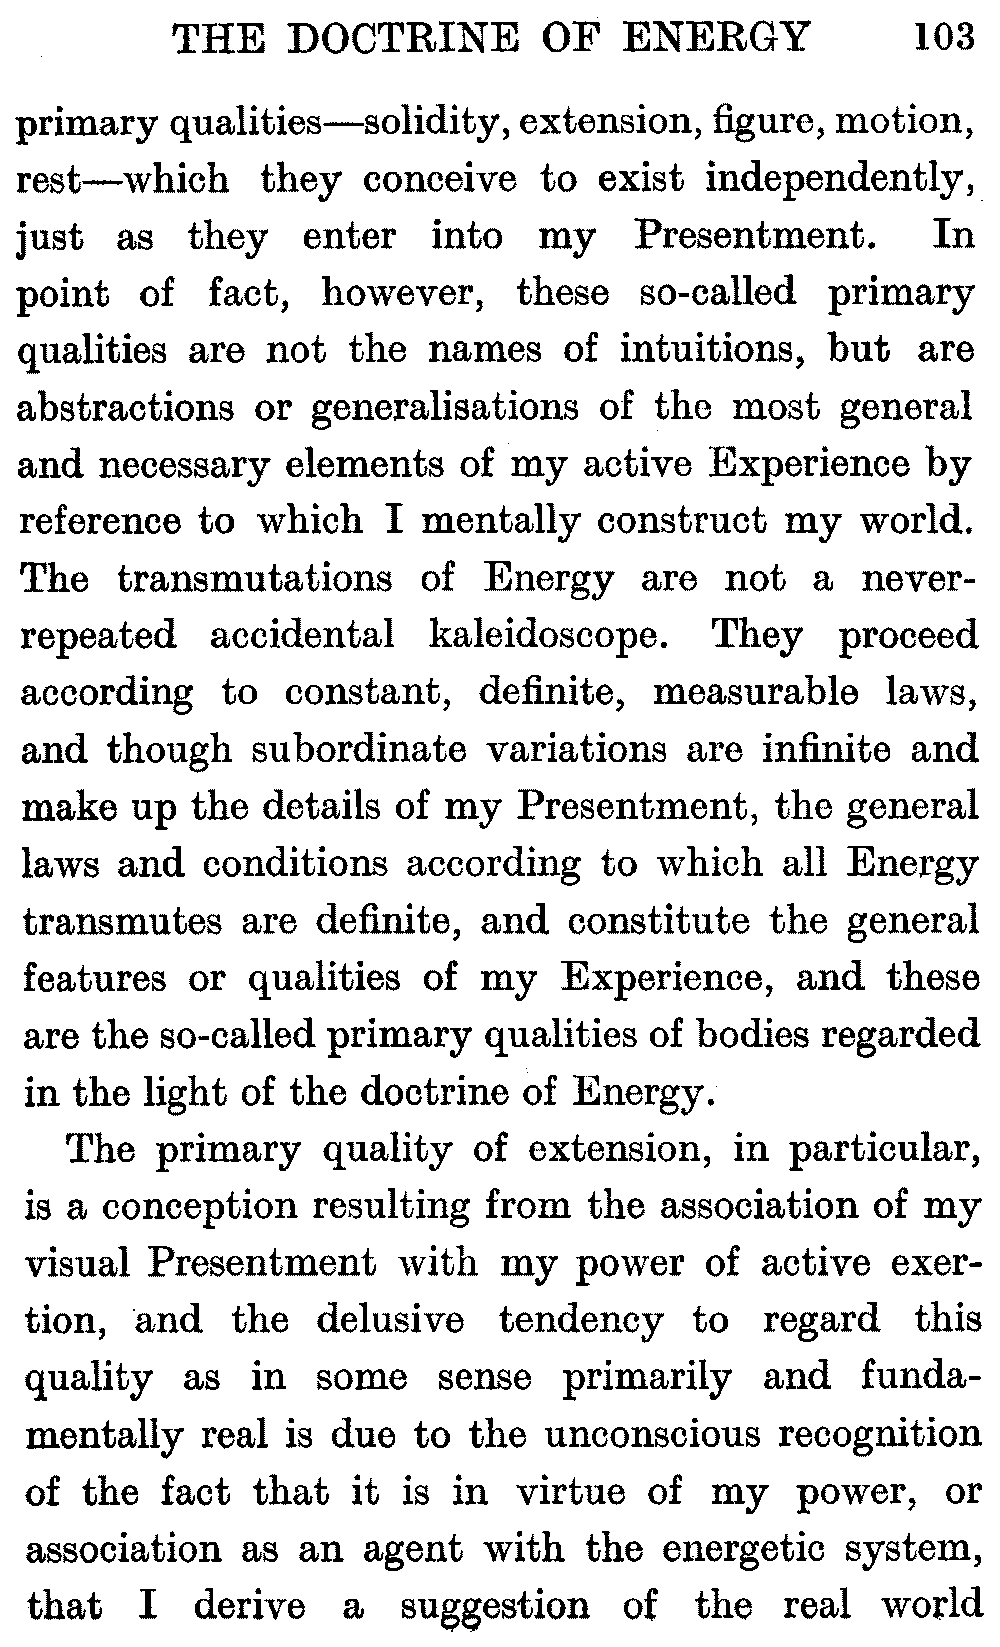 THE DOCTRINE OF ENERGY 103
primary qualities—solidity, extension, figure, motion,
rest—which they conceive to exist independently,
just as they enter into my Presentment. In
point of fact, however, these so-called primary
qualities are not the names of intuitions, but are
abstractions or generalisations of the most general
and necessary elements of my active Experience by
reference to which I mentally construct my world.
The transmutations of Energy are not a never-
repeated accidental kaleidoscope. They proceed
according to constant, definite, measurable laws,
and though subordinate variations are infinite and
make up the details of my Presentment, the general
laws and conditions according to which all Energy
transmutes are definite, and constitute the general
features or qualities of my Experience, and these
are the so-called primary qualities of bodies regarded
in the light of the doctrine of Energy.
The primary quality of extension, in particular,
is a conception resulting from the association of my
visual Presentment with my power of active exer-
tion, and the delusive tendency to regard this
quality as in some sense primarily and funda-
mentally real is due to the unconscious recognition
of the fact that it is in virtue of my power, or
association as an agent with the energetic system,
that I derive a suggestion of the real world